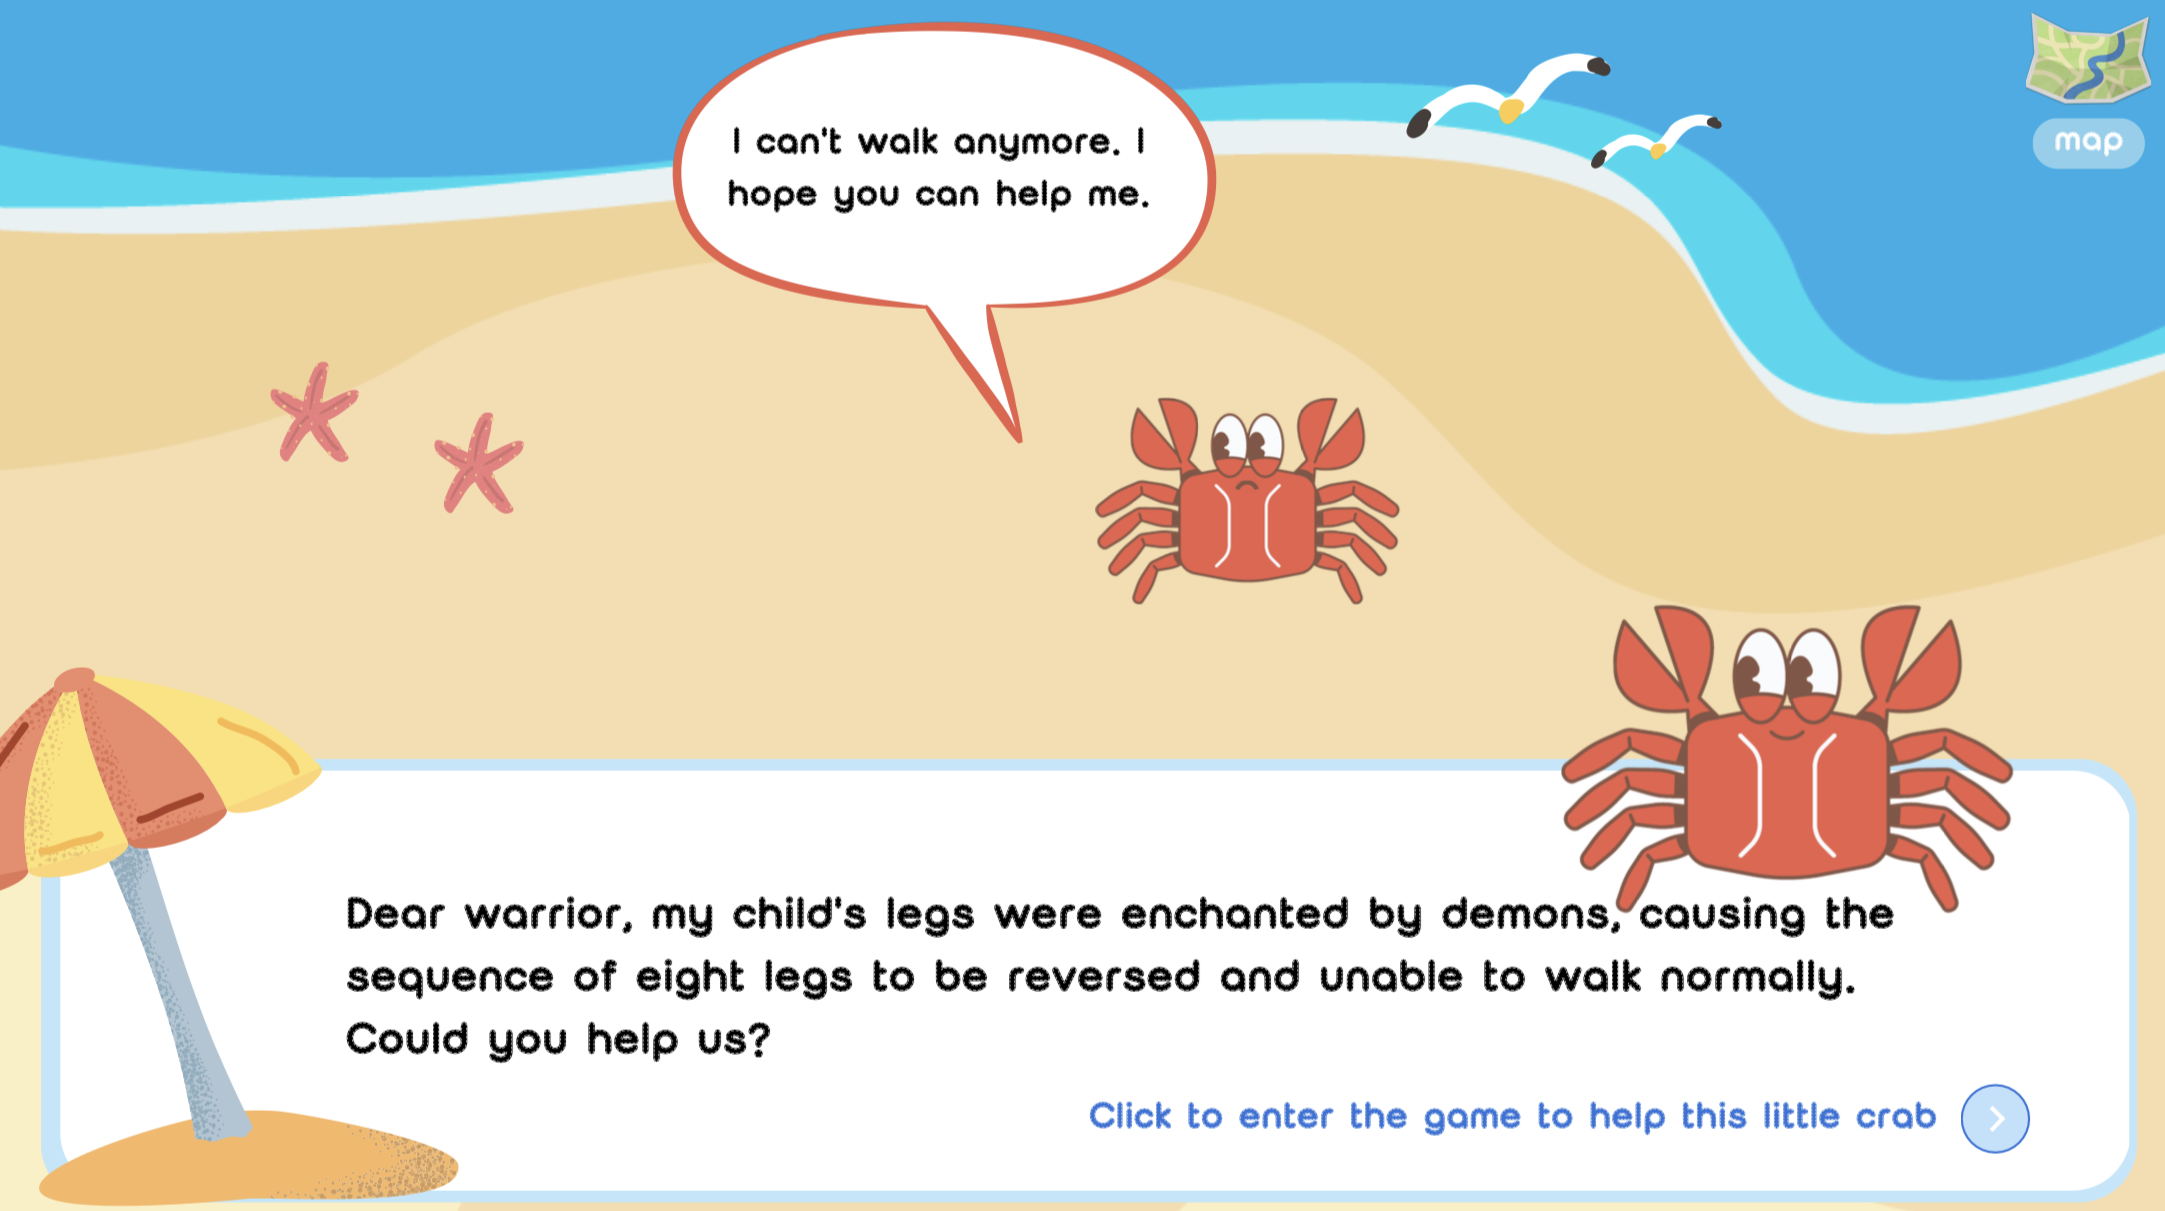 I can't walk anymore. I
hope you can help me.
map
Dear warrior, my child's legs were enchanted by demons, causing the
sequence of eight legs to be reversed and unable to walk normally.
Could you help us?
Click to enter the game to help this little crab